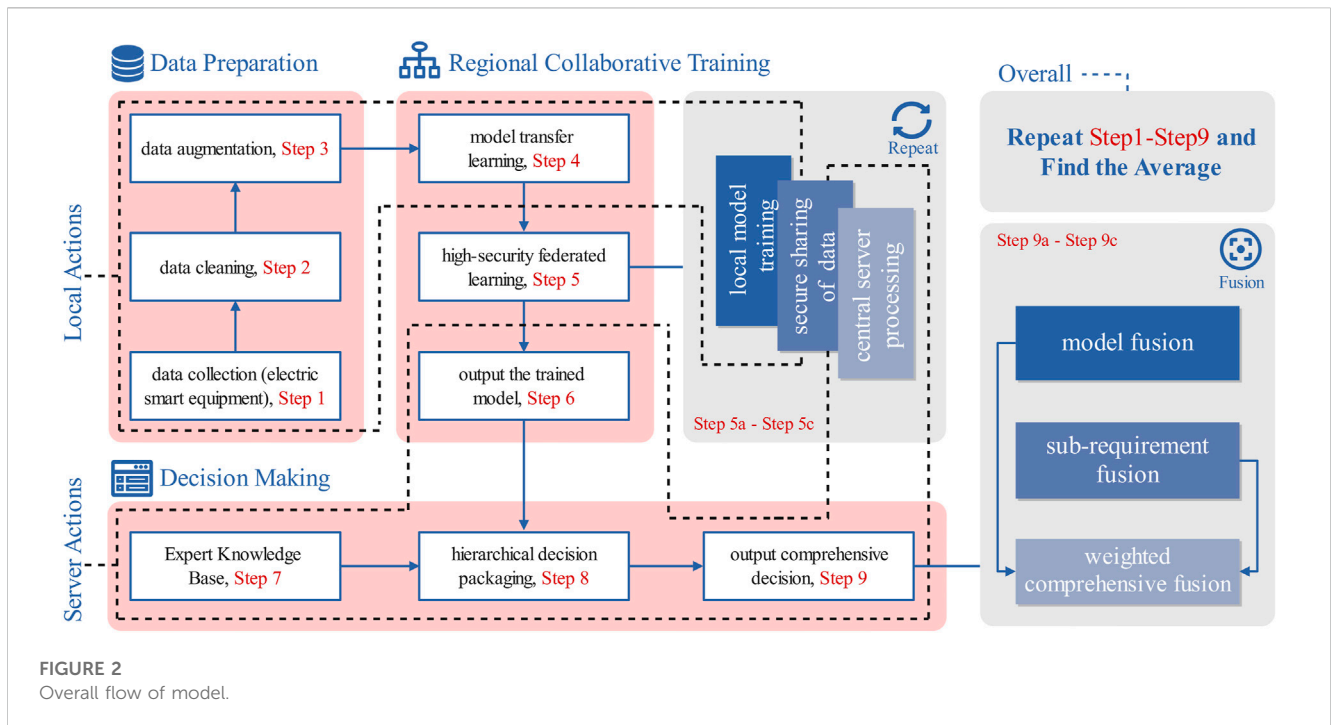 Data Preparation
Regional Collaborative Training
Overall
Local Actions
data augmentation, Step 3
data cleaning, Step 2
data collection (electric
smart equipment), Step 1
model transfer
learning, Step 4
high-security federated
learning, Step 5
output the trained
model, Step 6
Repeat
local model
training
secure sharing
of data
central server
processing
Step 5a - Step 5c
Repeat Step1-Step9 and
Find the Average
Step 9a - Step 9c
Fusion
model fusion
sub-requirement
fusion
weighted
comprehensive fusion
Server Actions
Decision Making
Expert Knowledge
Base, Step 7
hierarchical decision
packaging, Step 8
output comprehensive
decision, Step 9
FIGURE 2
Overall flow of model.